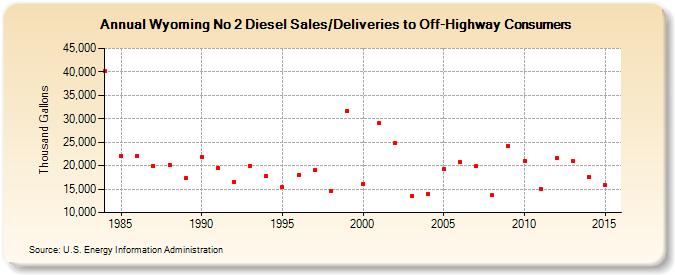 Annual Wyoming No 2 Diesel Sales/Deliveries to Off-Highway Consumers
Thousand Gallons
45,000
40,000
35,000
30,000
25,000
20,000
15,000
10,000
1985 1990 1995 2000 2005 2010 2015
Source: U.S. Energy Information Administration